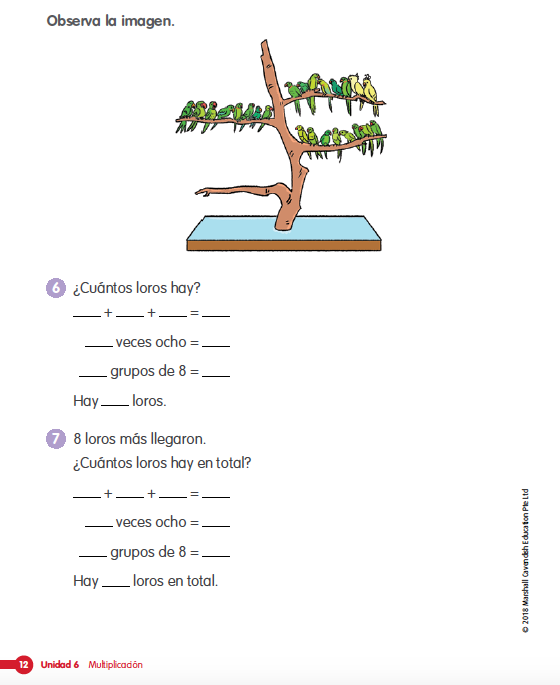 Observa la imagen.
6 ¿Cuántos loros hay?
____ + ____ + ____ = ____
____ veces ocho = ____
____ grupos de 8 = ____
Hay ____ loros.
7 8 loros más llegaron.
¿Cuántos loros hay en total?
____ + ____ + ____ = ____
____ veces ocho = ____
____ grupos de 8 = ____
Hay ____ loros en total.
© 2018 Marshall Cavendish Education Pte Ltd
12 Unidad 6 Multiplicación